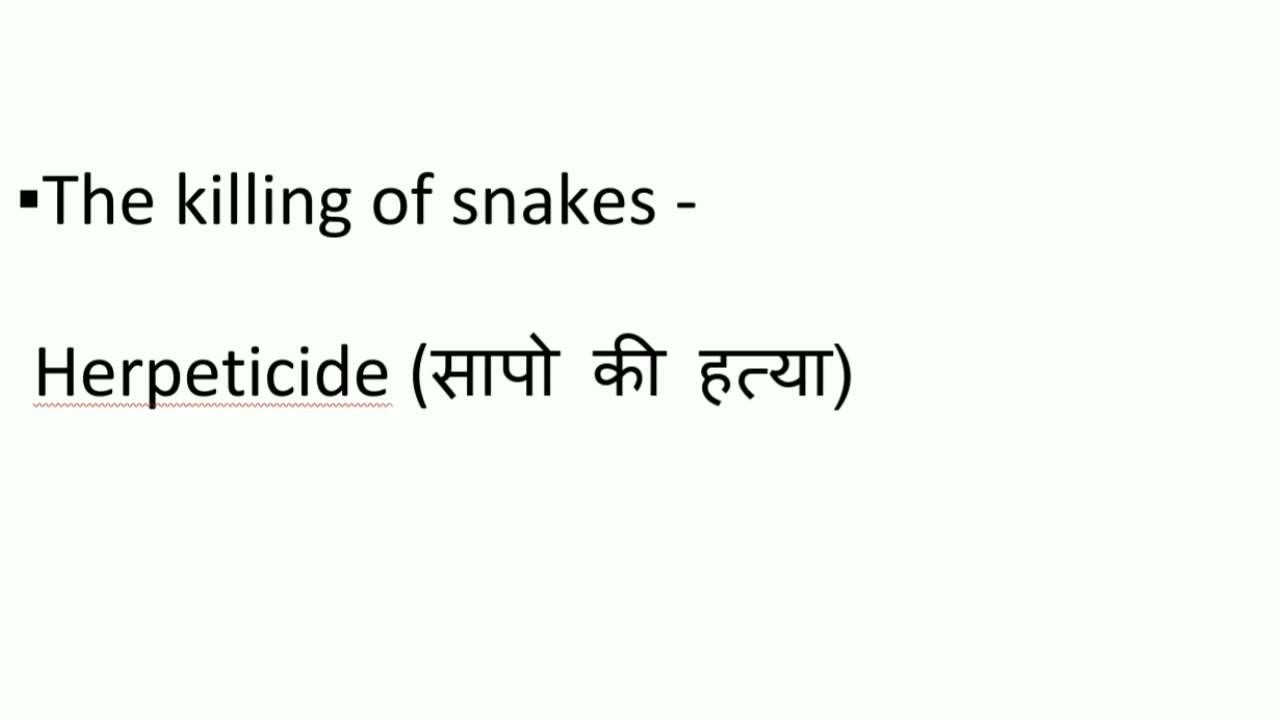 ▪The killing of snakes -
Herpeticide (सापो की हत्या)